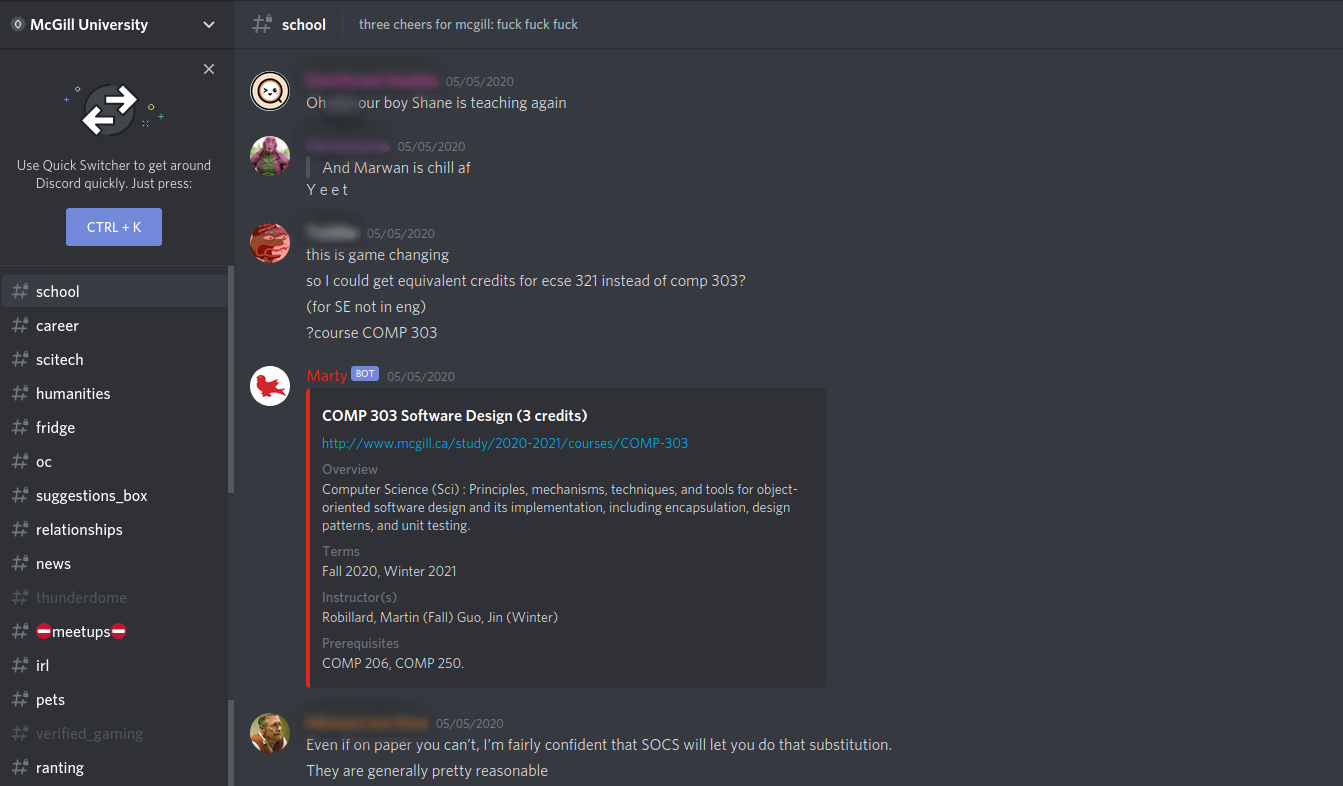 McGill University
Use Quick Switcher to get around
Discord quickly. Just press:
CTRL + K
school
career
scitech
humanities
fridge
oc
suggestions_box
relationships
news
thunderdome
⛔meetups⛔
irl
pets
verified_gaming
ranting
school
three cheers for mcgill: fuck fuck fuck
05/05/2020
Oh our boy Shane is teaching again
05/05/2020
And Marwan is chill af
Y e e t
05/05/2020
this is game changing
so I could get equivalent credits for ecse 321 instead of comp 303?
(for SE not in eng)
?course COMP 303
Marty BOT 05/05/2020
COMP 303 Software Design (3 credits)
http://www.mcgill.ca/study/2020-2021/courses/COMP-303
Overview
Computer Science (Sci) : Principles, mechanisms, techniques, and tools for object-
oriented software design and its implementation, including encapsulation, design
patterns, and unit testing.
Terms
Fall 2020, Winter 2021
Instructor(s)
Robillard, Martin (Fall) Guo, Jin (Winter)
Prerequisites
COMP 206, COMP 250.
05/05/2020
Even if on paper you can't, I'm fairly confident that SOCS will let you do that substitution.
They are generally pretty reasonable